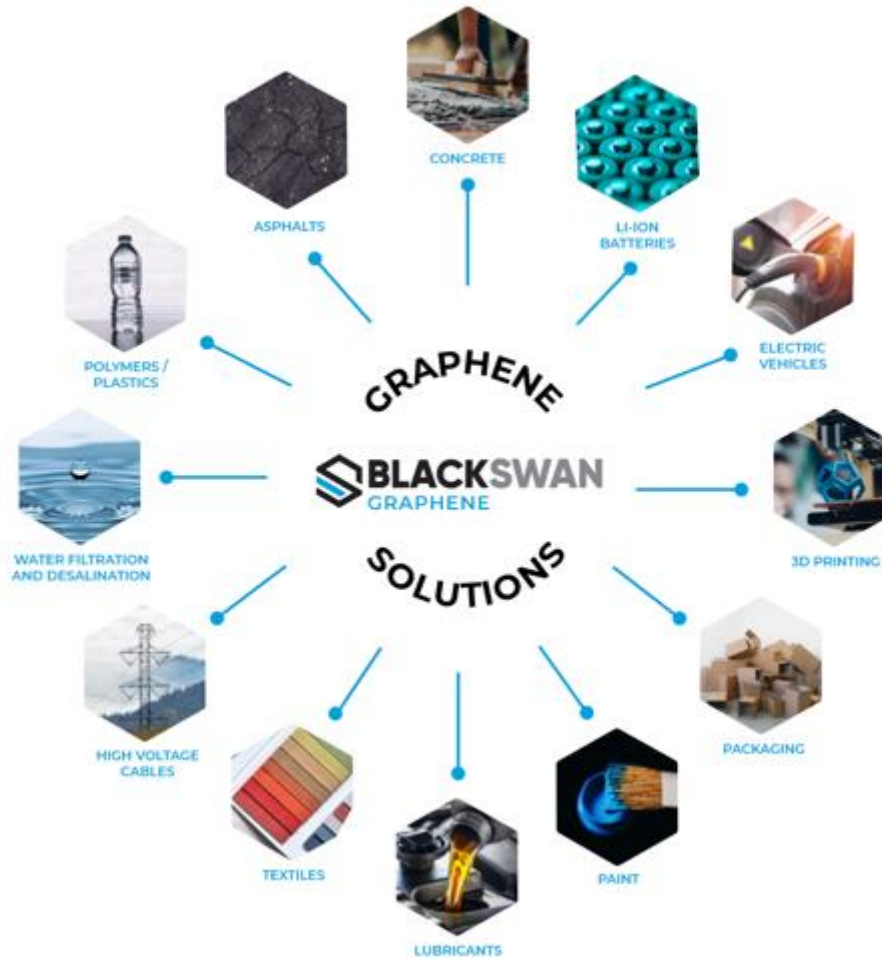 CONCRETE
LI-ION
BATTERIES
ELECTRIC
VEHICLES
3D PRINTING
PACKAGING
PAINT
LUBRICANTS
TEXTILES
HIGH VOLTAGE
CABLES
WATER FILTRATION
AND DESALINATION
POLYMERS /
PLASTICS
ASPHALTS
GRAPHENE
BLACKSWAN
GRAPHENE
SOLUTIONS